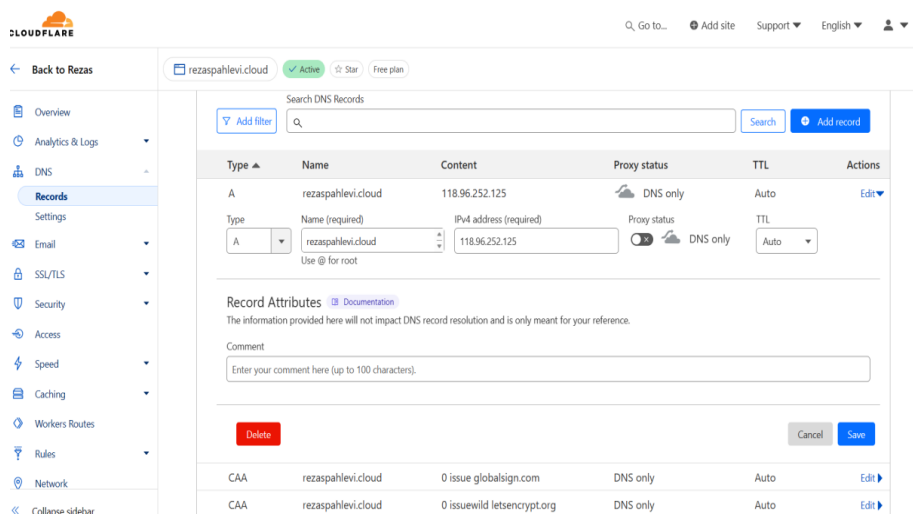 CLOUDFLARE
Go to...
Add site
Support
English
Back to Rezas
rezaspahlevi.cloud
Active
Star
Free plan
Overview
Analytics & Logs
DNS
Records
Settings
Email
SSL/TLS
Security
Access
Speed
Caching
Workers Routes
Rules
Network
Collapse sidebar
Search DNS Records
Add filter
Search
Add record
Type Name Content Proxy status TTL Actions
A rezaspahlevi.cloud 118.96.252.125 DNS only Auto Edit
Type Name (required) IPv4 address (required) Proxy status TTL
A rezaspahlevi.cloud 118.96.252.125 DNS only Auto
Use @ for root
Record Attributes Documentation
The information provided here will not impact DNS record resolution and is only meant for your reference.
Comment
Enter your comment here (up to 100 characters).
Delete Cancel Save
CAA rezaspahlevi.cloud 0 issue globalsign.com DNS only Auto Edit
CAA rezaspahlevi.cloud 0 issuewild letsencrypt.org DNS only Auto Edit